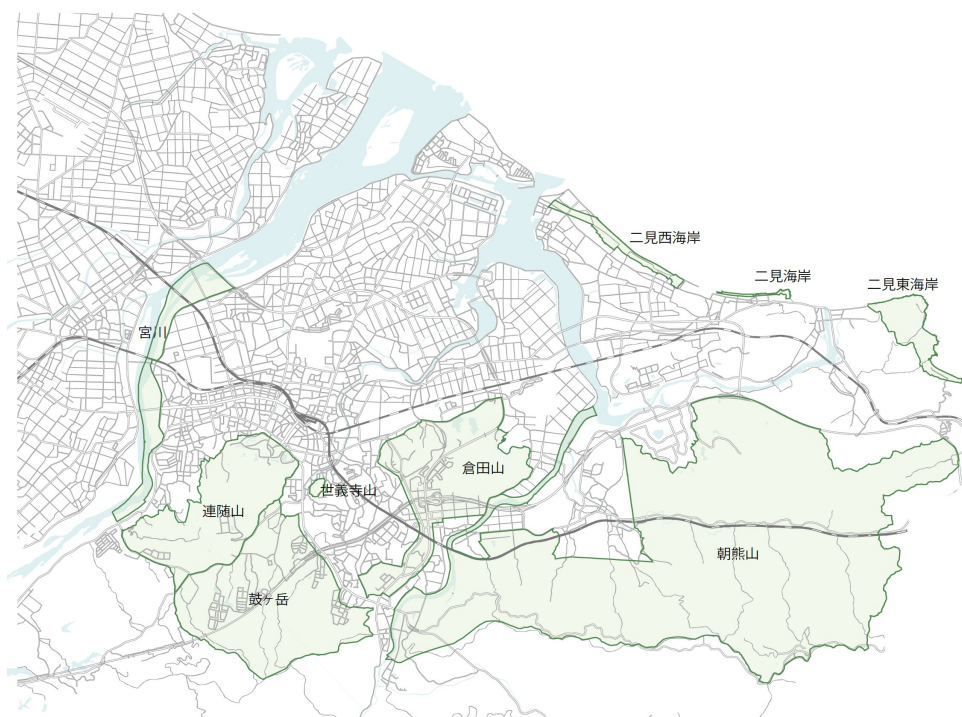 二見西海岸
二見海岸
二見東海岸
宮川
倉田山
世義寺山
連随山
朝熊山
鼓ヶ岳